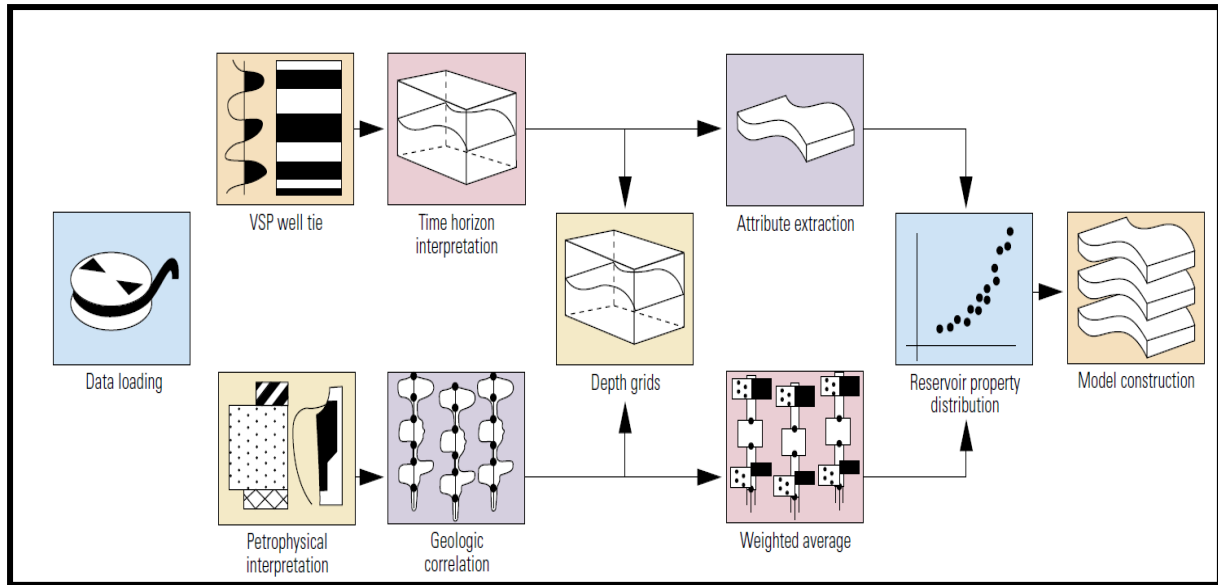 VSP well tie
Time horizon
interpretation
Attribute extraction
Data loading
Depth grids
Reservoir property
distribution
Model construction
Petrophysical
interpretation
Geologic
correlation
Weighted average